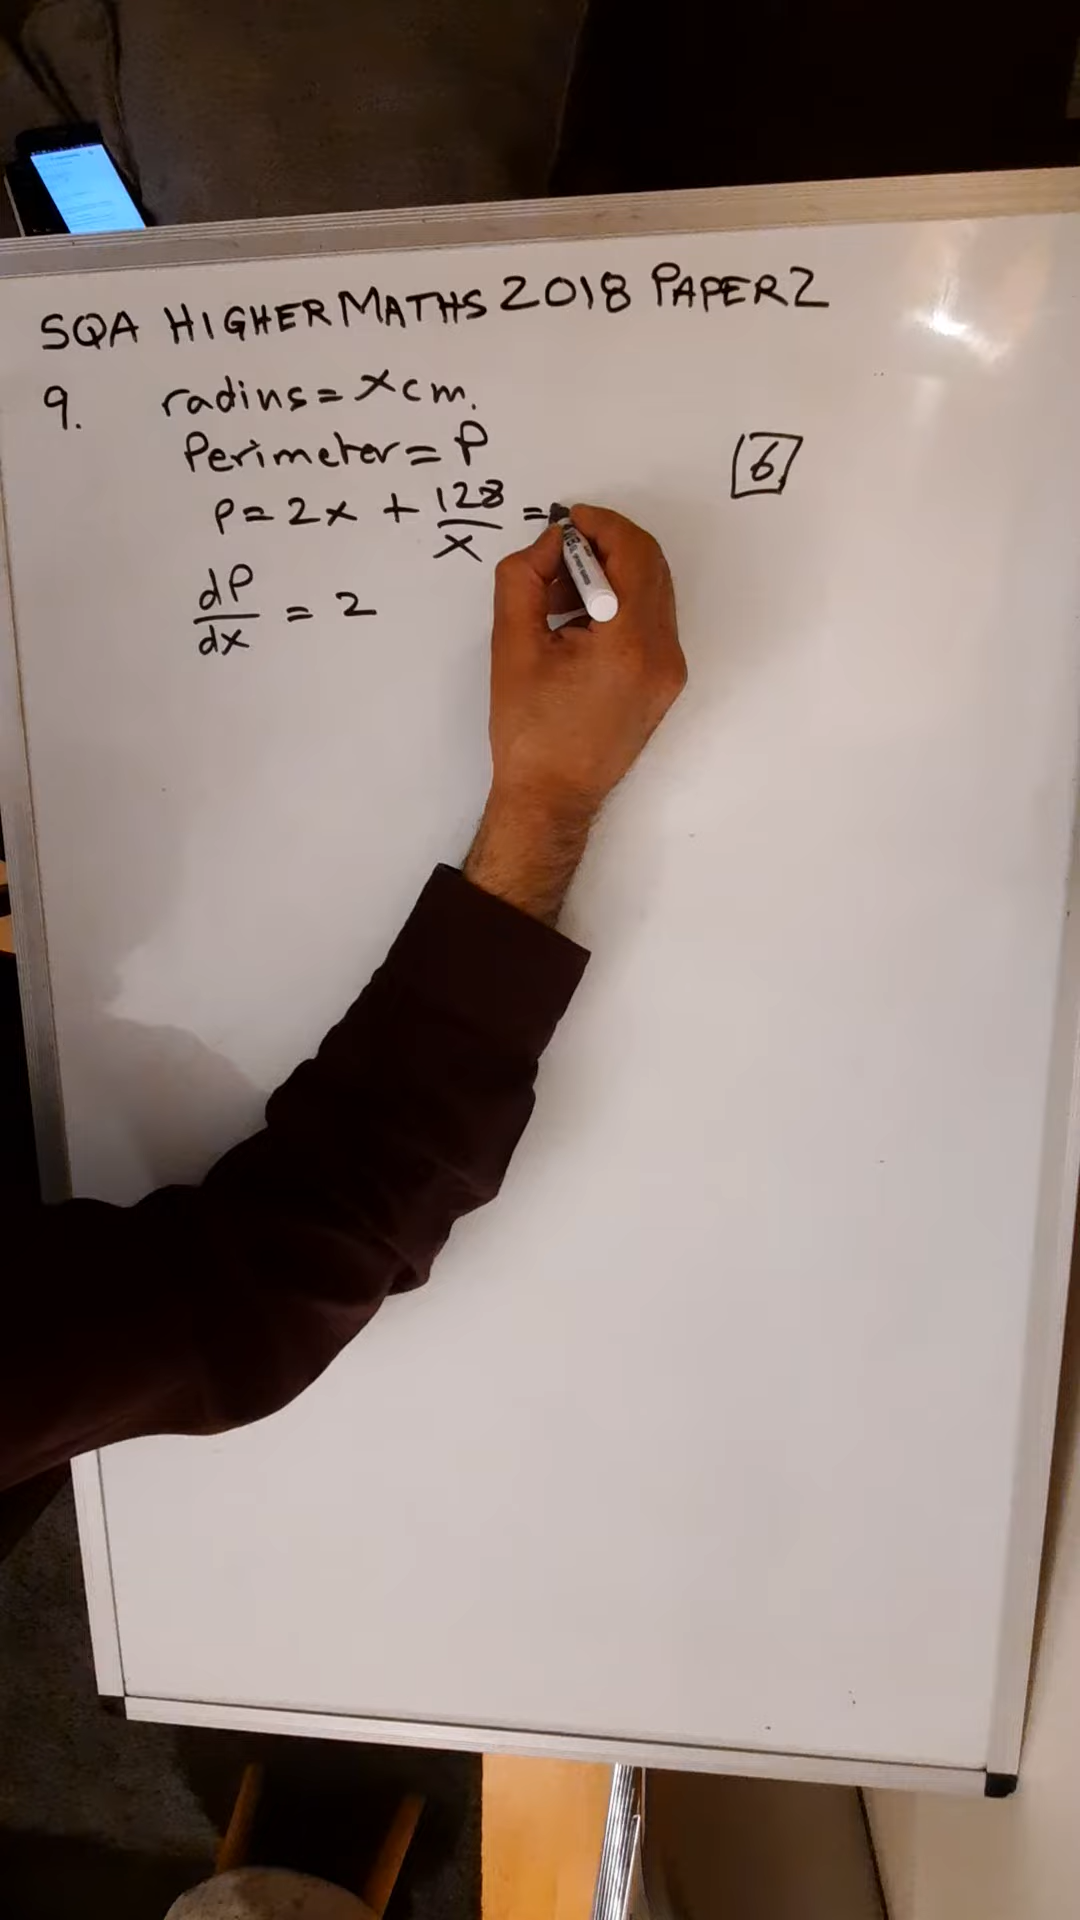 SQA HIGHER MATHS 2018 PAPER 2
9. radius = x cm.
Perimeter = P
6
P = 2x + 128/x =
dP/dx = 2